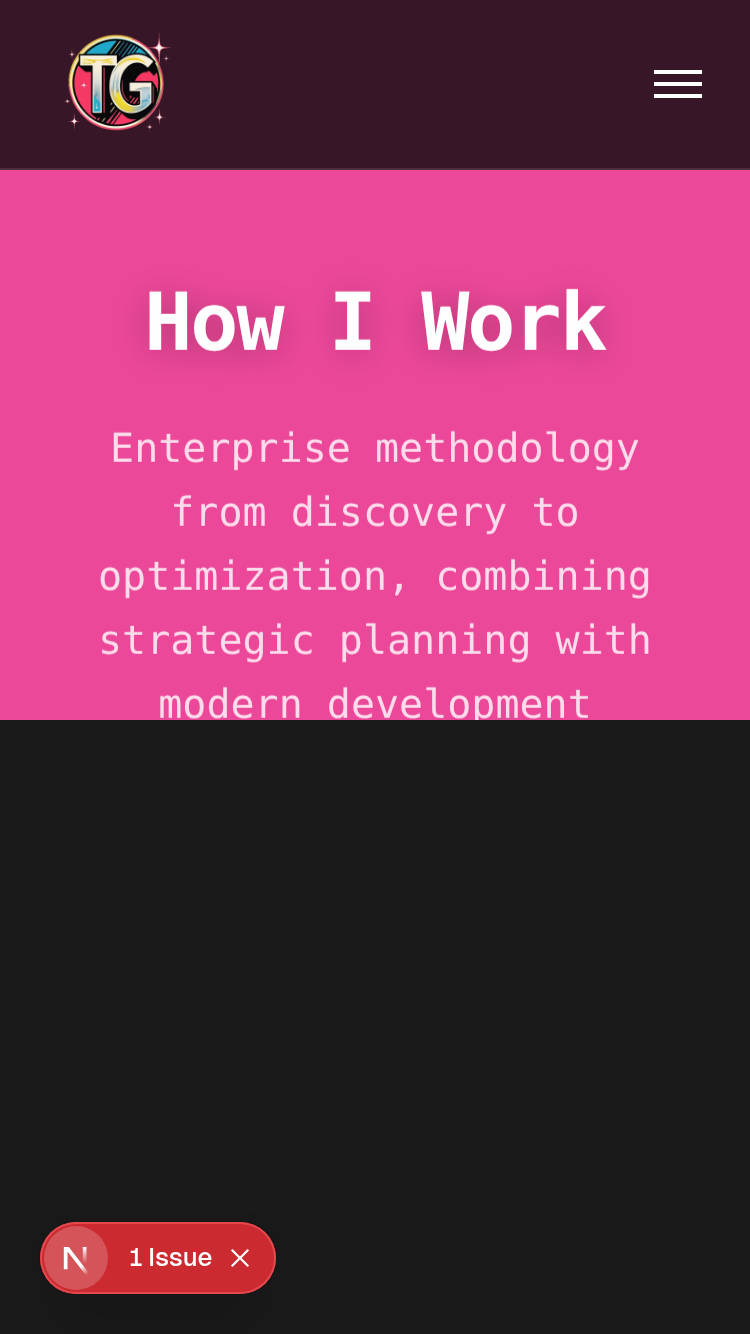 TG
How I Work
Enterprise methodology
from discovery to
optimization, combining
strategic planning with
modern development
N
1 Issue